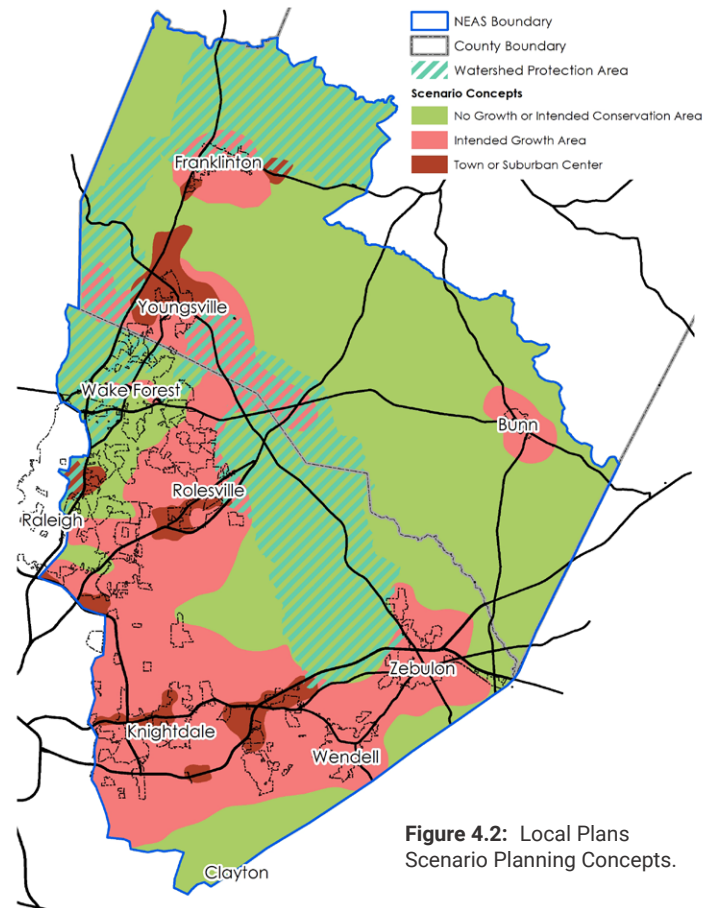 NEAS Boundary
County Boundary
Watershed Protection Area
Scenario Concepts
No Growth or Intended Conservation Area
Intended Growth Area
Town or Suburban Center
Franklinton
Youngsville
Wake Forest
Bunn
Rolesville
Raleigh
Zebulon
Knightdale
Wendell
Figure 4.2: Local Plans
Scenario Planning Concepts.
Clayton